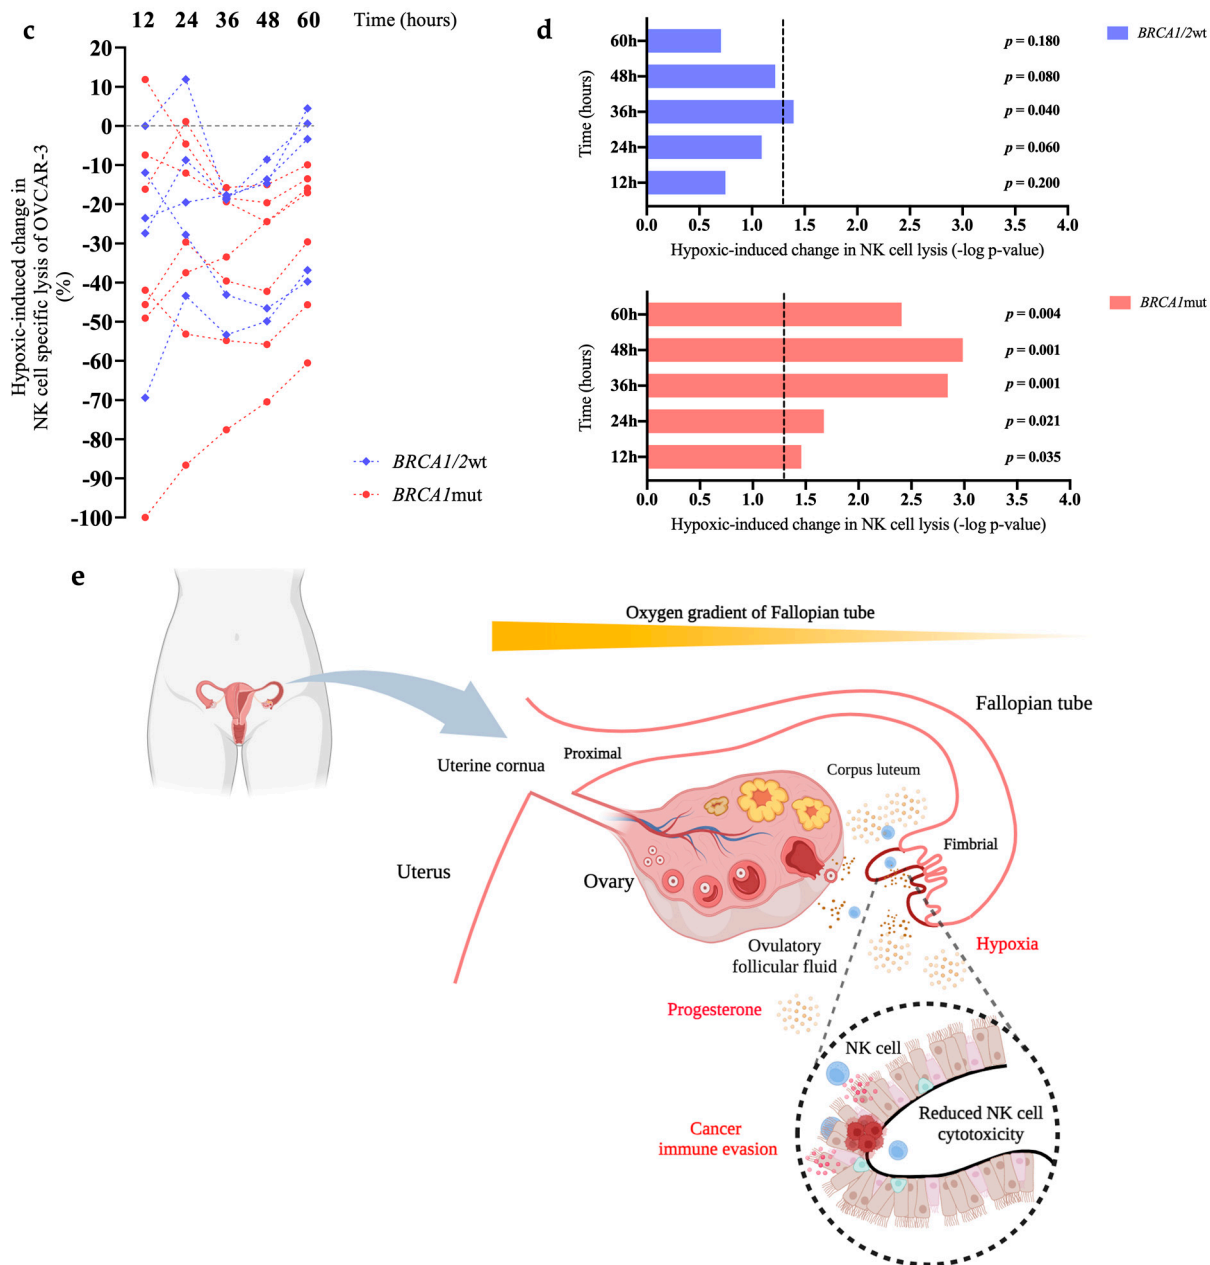 c
12 24 36 48 60 Time (hours)
20
10
0
-10
-20
-30
-40
-50
-60
-70
-80
-90
-100
Hypoxic-induced change in
NK cell specific lysis of OVCAR-3
(%)
BRCA1/2wt
BRCA1mut
d
BRCA1/2wt
Time (hours)
60h p = 0.180
48h p = 0.080
36h p = 0.040
24h p = 0.060
12h p = 0.200
0.0 0.5 1.0 1.5 2.0 2.5 3.0 3.5 4.0
Hypoxic-induced change in NK cell lysis (-log p-value)
BRCA1mut
Time (hours)
60h p = 0.004
48h p = 0.001
36h p = 0.001
24h p = 0.021
12h p = 0.035
0.0 0.5 1.0 1.5 2.0 2.5 3.0 3.5 4.0
Hypoxic-induced change in NK cell lysis (-log p-value)
e
Oxygen gradient of Fallopian tube
Fallopian tube
Proximal
Uterine cornua
Corpus luteum
Fimbrial
Uterus
Ovary
Ovulatory
follicular fluid
Hypoxia
Progesterone
NK cell
Reduced NK cell
cytotoxicity
Cancer
immune evasion